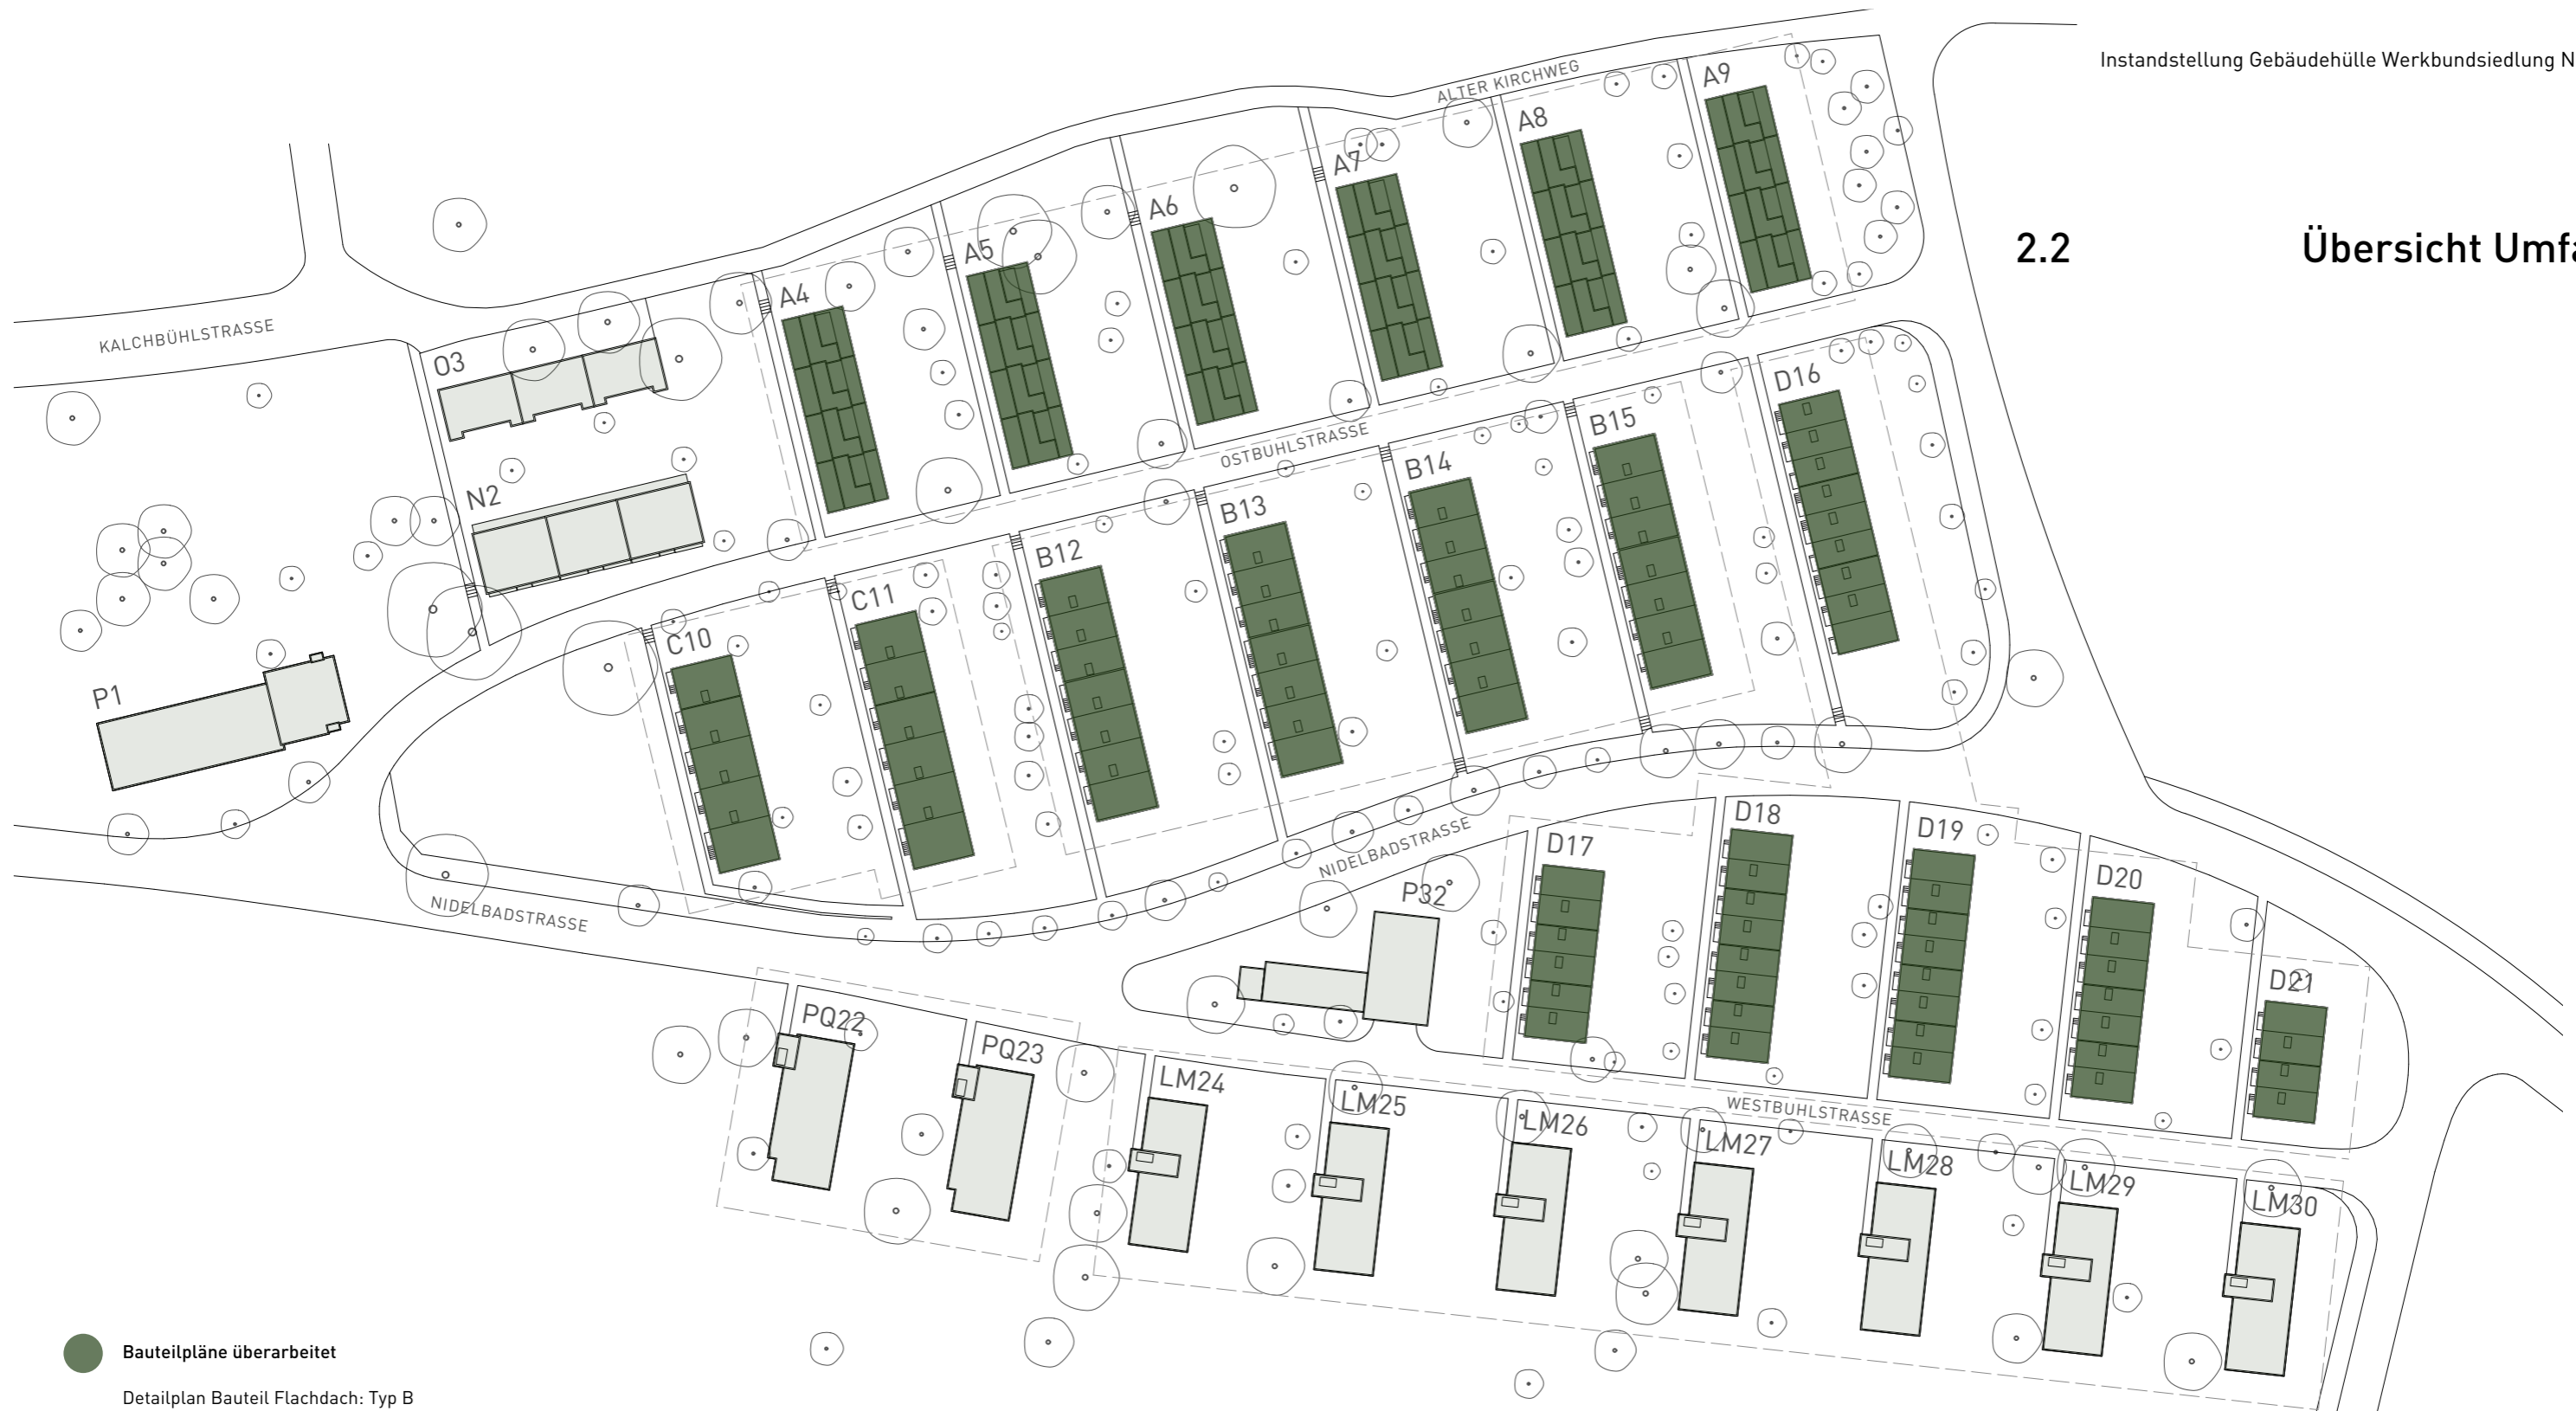 Instandstellung Gebäudehülle Werkbundsiedlung N
2.2 Übersicht Umfa
ALTER KIRCHWEG
A9
A8
A7
A6
A5
A4
KALCHBÜHLSTRASSE
O3
N2
P1
OSTBUHLSTRASSE
D16
B15
B14
B13
B12
C11
C10
NIDELBADSTRASSE
NIDELBADSTRASSE
P32
D17
D18
D19
D20
D21
WESTBUHLSTRASSE
PQ22
PQ23
LM24
LM25
LM26
LM27
LM28
LM29
LM30
Bauteilpläne überarbeitet
Detailplan Bauteil Flachdach: Typ B